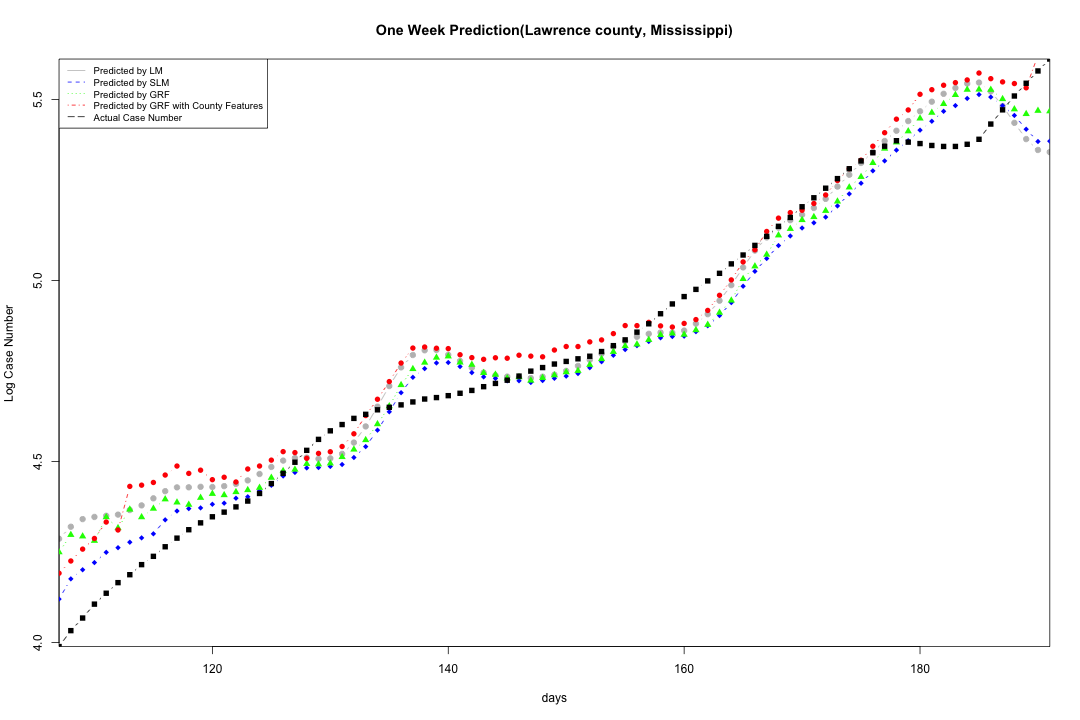 One Week Prediction(Lawrence county, Mississippi)
Predicted by LM
Predicted by SLM
Predicted by GRF
Predicted by GRF with County Features
Actual Case Number
5.5
5.0
4.5
4.0
Log Case Number
120
140
160
180
days